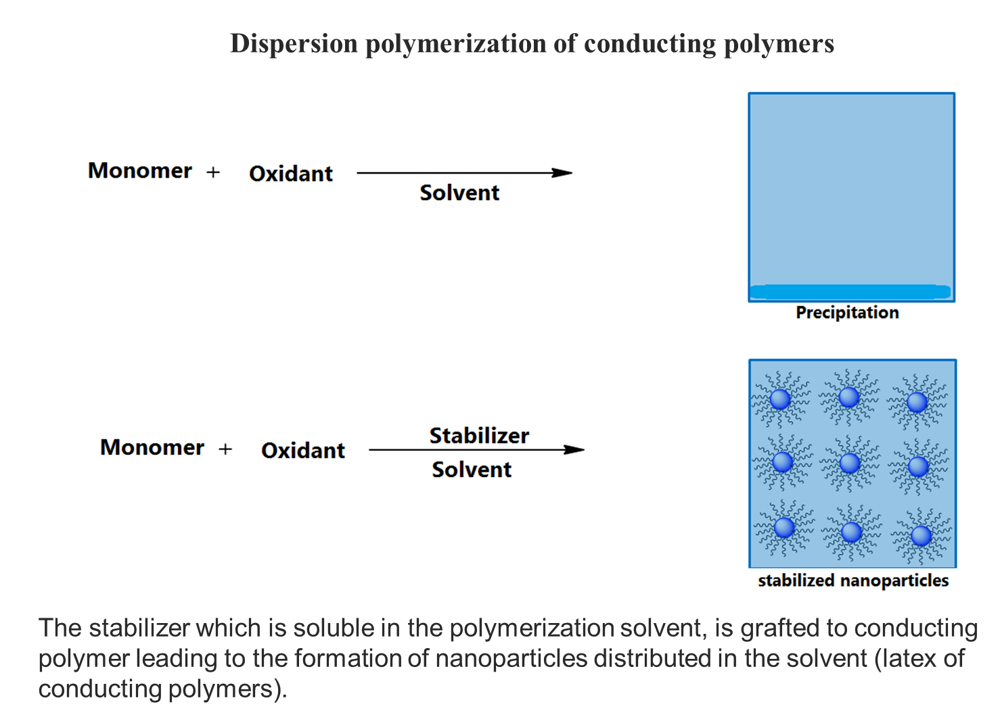 Dispersion polymerization of conducting polymers
Monomer + Oxidant
Solvent
Precipitation
Monomer + Oxidant
Stabilizer
Solvent
stabilized nanoparticles
The stabilizer which is soluble in the polymerization solvent, is grafted to conducting
polymer leading to the formation of nanoparticles distributed in the solvent (latex of
conducting polymers).